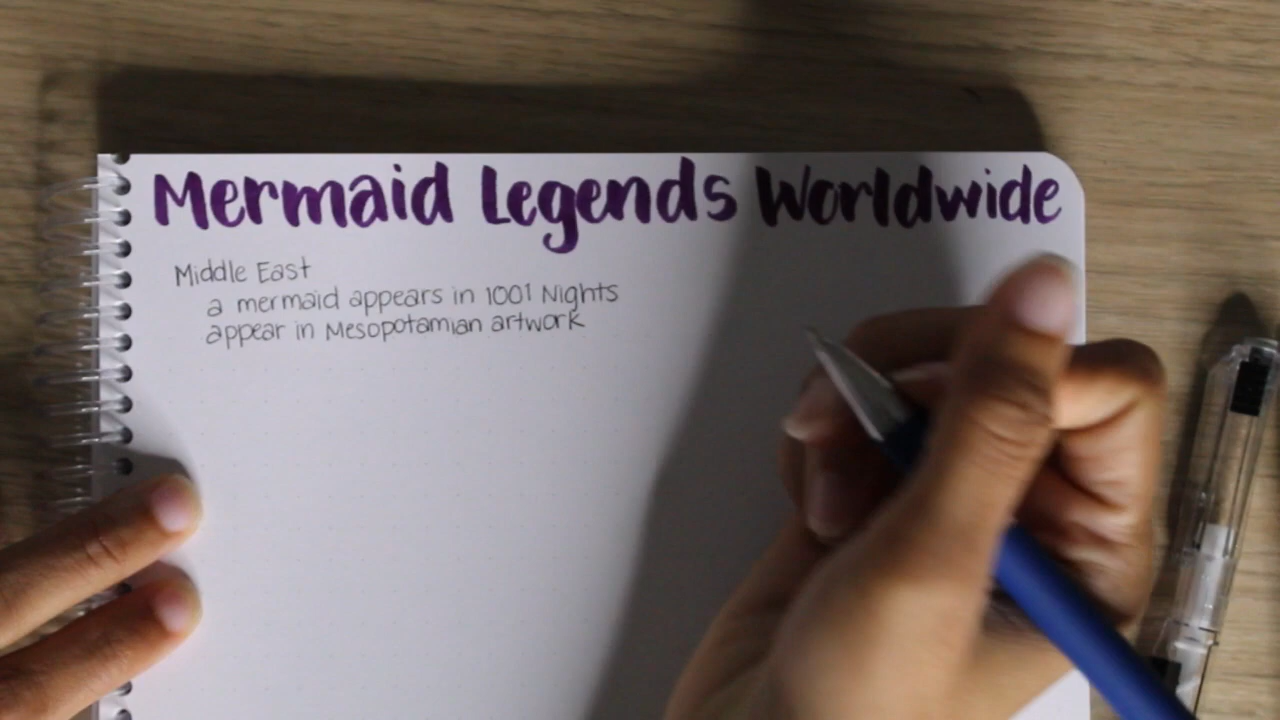 Mermaid Legends Worldwide
Middle East
a mermaid appears in 1001 Nights
appear in Mesopotamian artwork